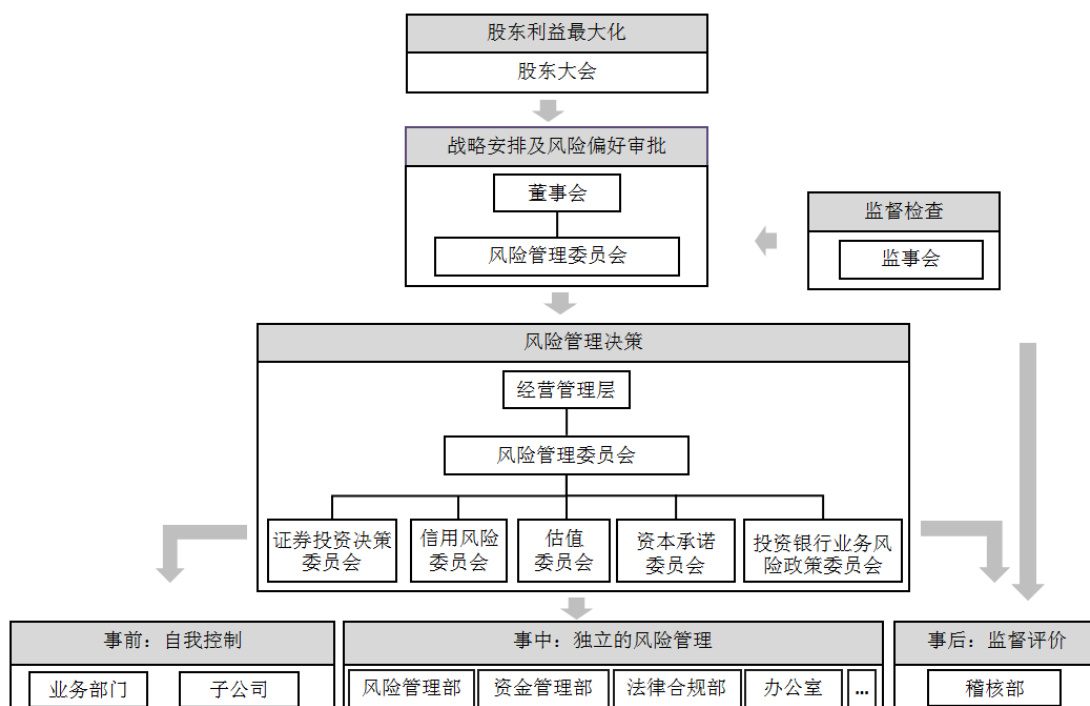 股东利益最大化
股东大会
战略安排及风险偏好审批
董事会
风险管理委员会
监督检查
监事会
风险管理决策
经营管理层
风险管理委员会
证券投资决策
委员会
信用风险
委员会
估值
委员会
资本承诺
委员会
投资银行业务风
险政策委员会
事前：自我控制
业务部门
子公司
事中：独立的风险管理
风险管理部
资金管理部
法律合规部
办公室
...
事后：监督评价
稽核部